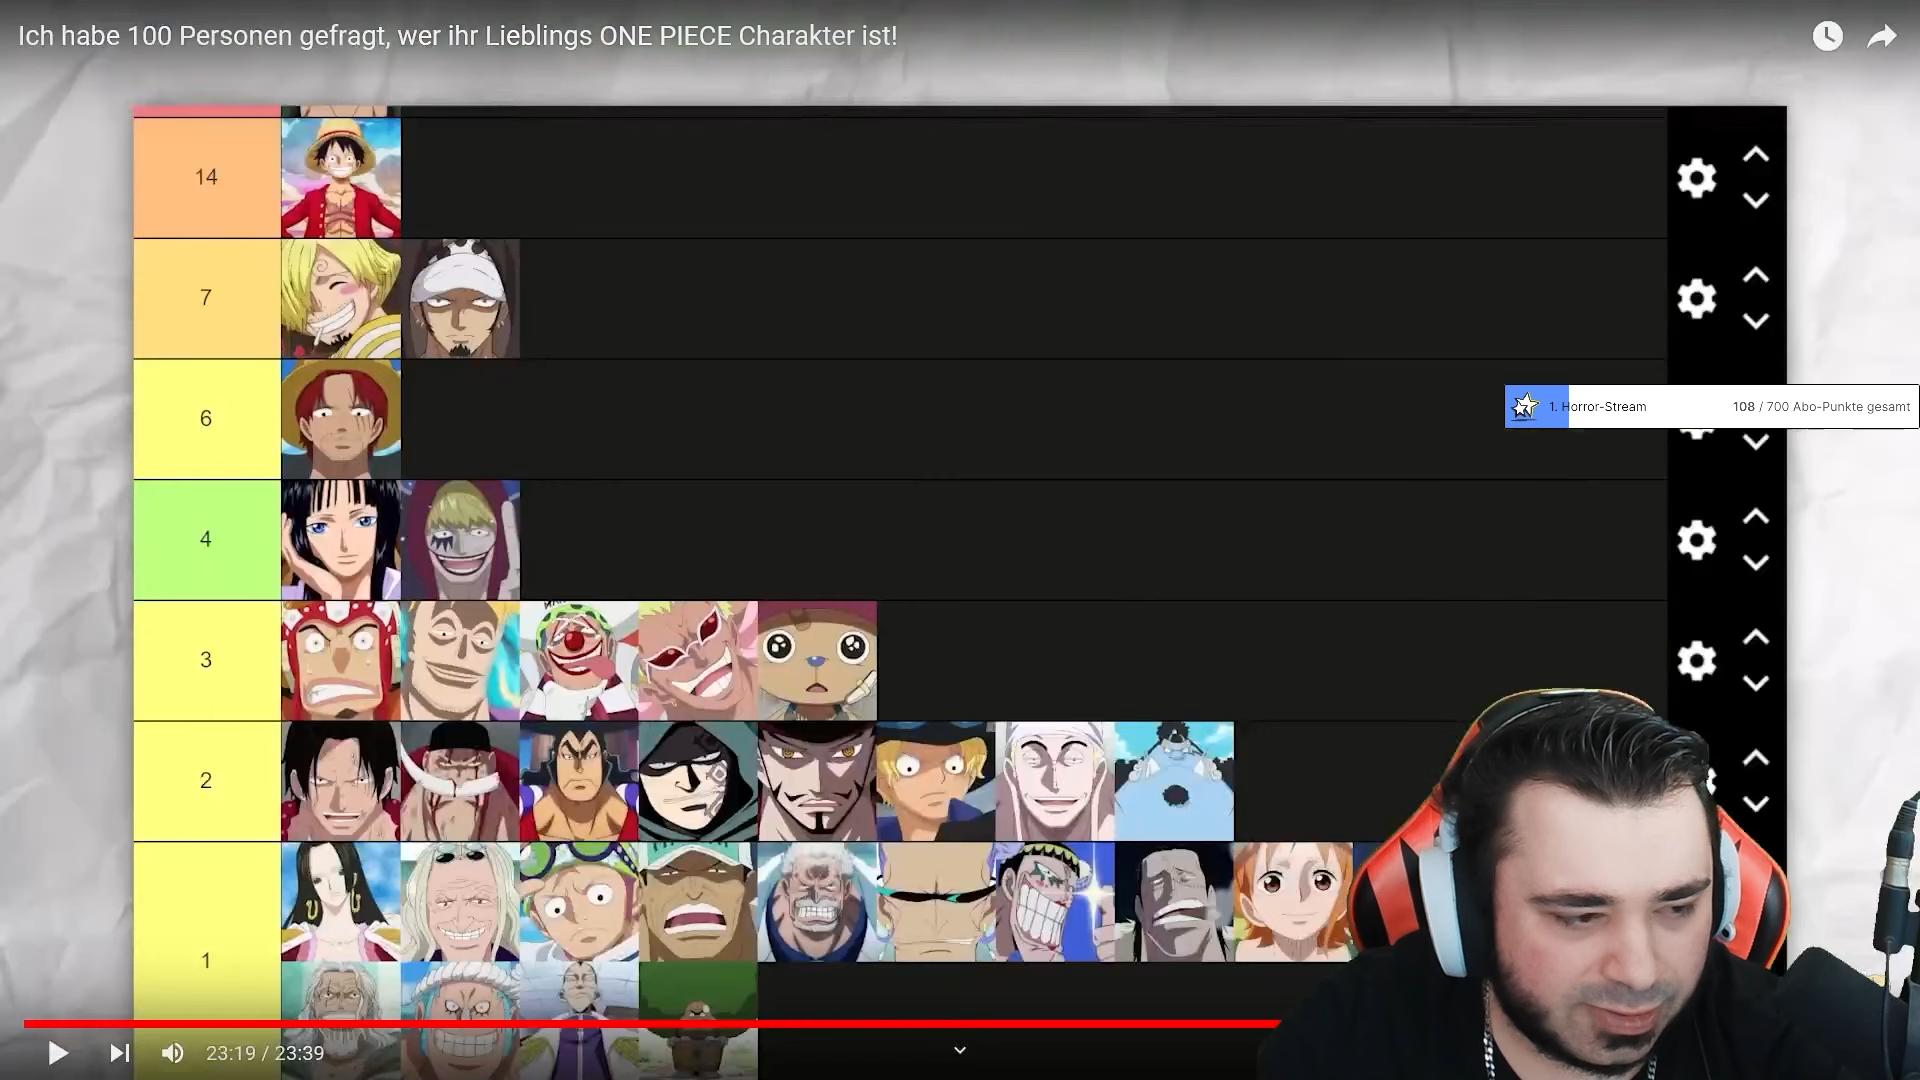 Ich habe 100 Personen gefragt, wer ihr Lieblings ONE PIECE Charakter ist!
14
7
6
1. Horror-Stream 108 / 700 Abo-Punkte gesamt
4
3
2
1
23:19 / 23:39